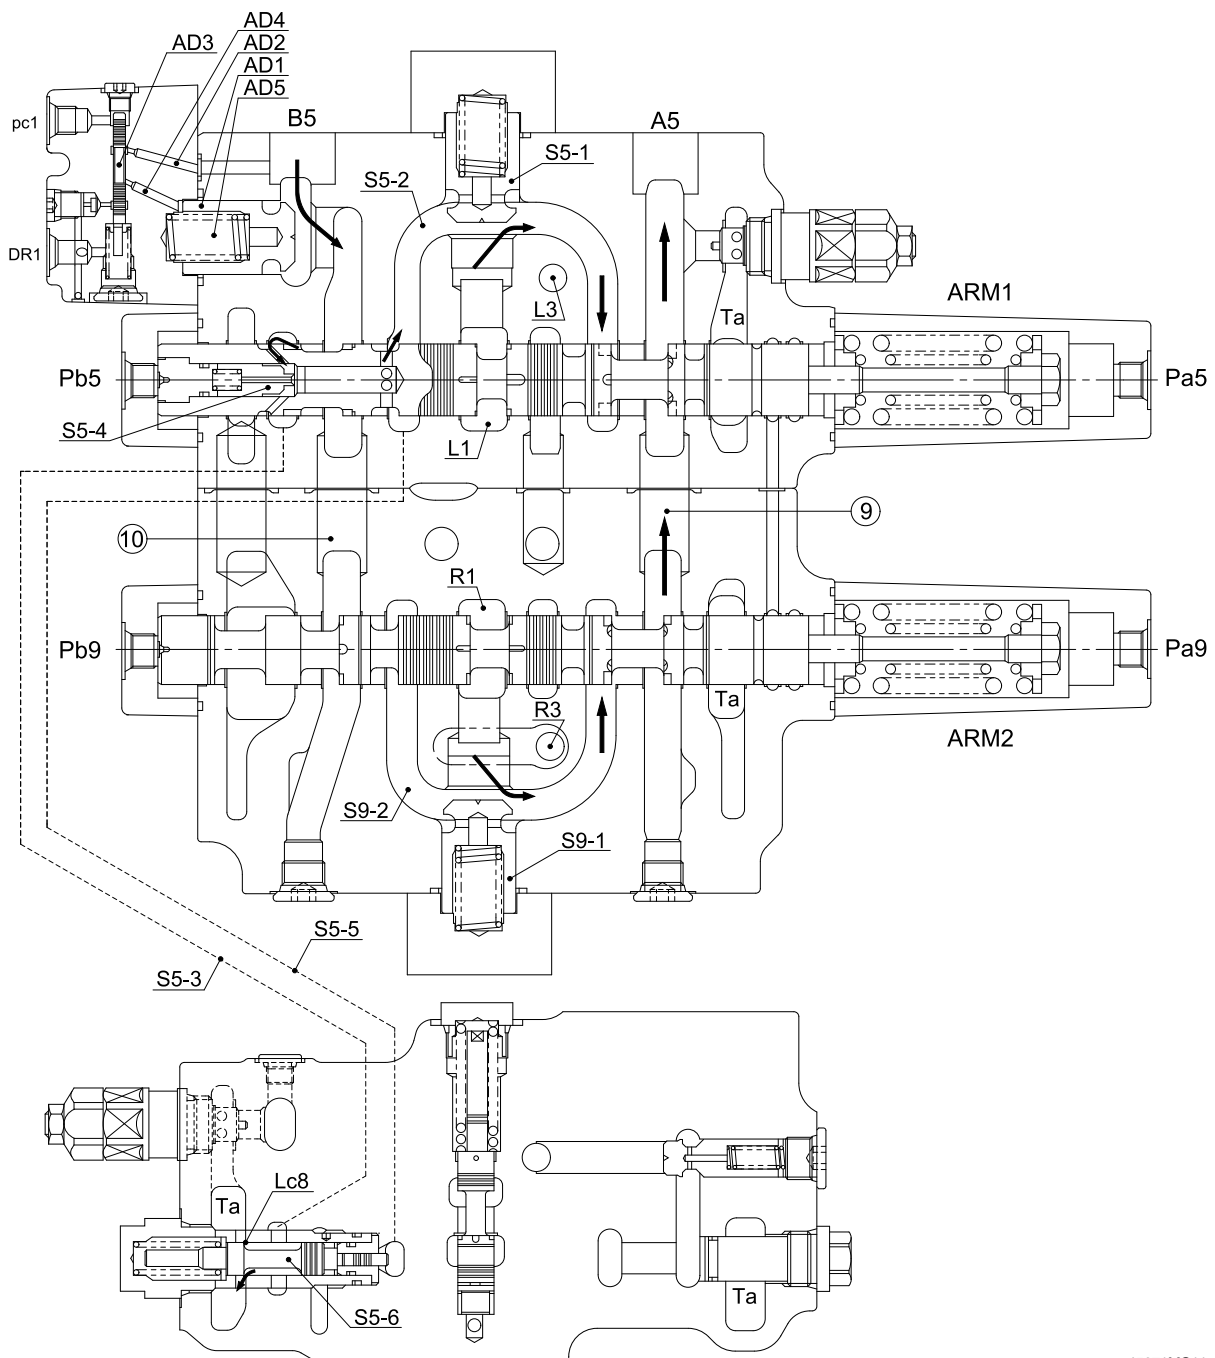 AD4
AD3
AD2
AD1
AD5
pc1
B5
A5
S5-1
S5-2
DR1
L3
Ta
ARM1
Pb5
Pa5
S5-4
L1
10
9
R1
Pb9
Pa9
R3
Ta
ARM2
S9-2
S9-1
S5-5
S5-3
Lc8
Ta
S5-6
Ta